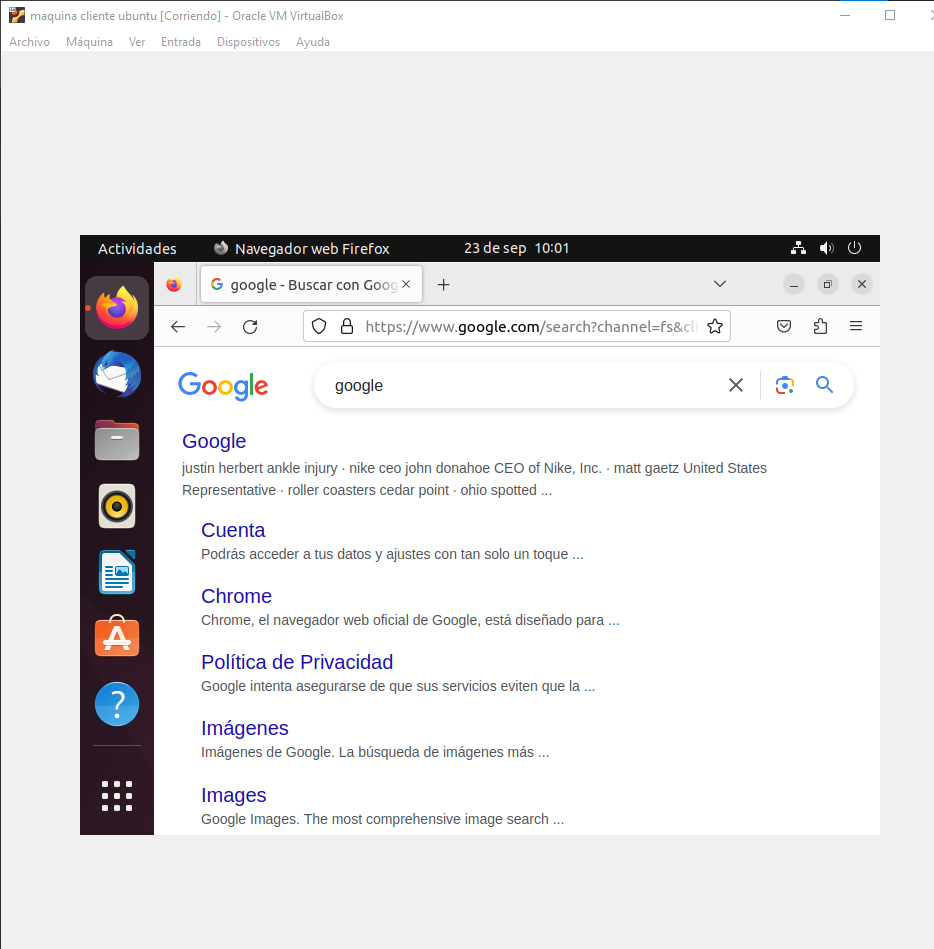 maquina cliente ubuntu [Corriendo] - Oracle VM VirtualBox
Archivo Máquina Ver Entrada Dispositivos Ayuda
Actividades Navegador web Firefox 23 de sep 10:01
google - Buscar con Goog
https://www.google.com/search?channel=fs&cli
Google google
Google
justin herbert ankle injury · nike ceo john donahoe CEO of Nike, Inc. · matt gaetz United States
Representative · roller coasters cedar point · ohio spotted ...
Cuenta
Podrás acceder a tus datos y ajustes con tan solo un toque ...
Chrome
Chrome, el navegador web oficial de Google, está diseñado para ...
Política de Privacidad
Google intenta asegurarse de que sus servicios eviten que la ...
Imágenes
Imágenes de Google. La búsqueda de imágenes más ...
Images
Google Images. The most comprehensive image search ...